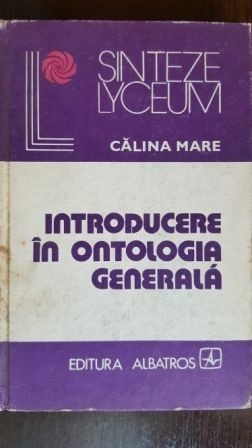 SINTEZE
LYCEUM
CĂLINA MARE
INTRODUCERE
ÎN ONTOLOGIA
GENERALĂ
EDITURA ALBATROS